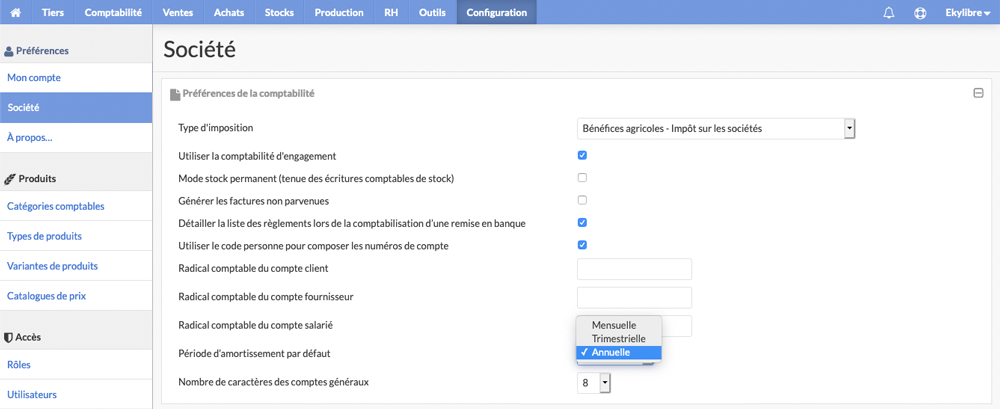 Tiers Comptabilité Ventes Achats Stocks Production RH Outils Configuration Ekylibre
Préférences
Mon compte
Société
À propos...
Produits
Catégories comptables
Types de produits
Variantes de produits
Catalogues de prix
Accès
Rôles
Utilisateurs
Société
Préférences de la comptabilité
Type d'imposition Bénéfices agricoles - Impôt sur les sociétés
Utiliser la comptabilité d'engagement
Mode stock permanent (tenue des écritures comptables de stock)
Générer les factures non parvenues
Détailler la liste des règlements lors de la comptabilisation d’une remise en banque
Utiliser le code personne pour composer les numéros de compte
Radical comptable du compte client
Radical comptable du compte fournisseur
Radical comptable du compte salarié
Mensuelle
Trimestrielle
Période d'amortissement par défaut ✓ Annuelle
Nombre de caractères des comptes généraux 8